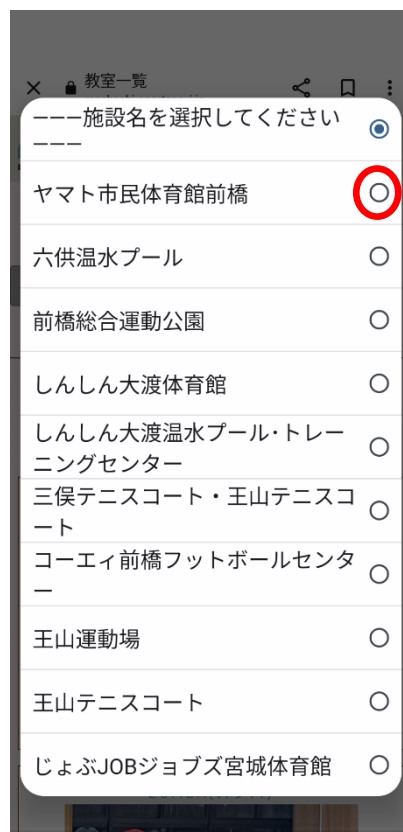 教室一覧
---施設名を選択してください
---
ヤマト市民体育館前橋
六供温水プール
前橋総合運動公園
しんしん大渡体育館
しんしん大渡温水プール･トレー
ニングセンター
三俣テニスコート・王山テニスコ
ート
コーエィ前橋フットボールセンタ
ー
王山運動場
王山テニスコート
じょぶJOBジョブズ宮城体育館